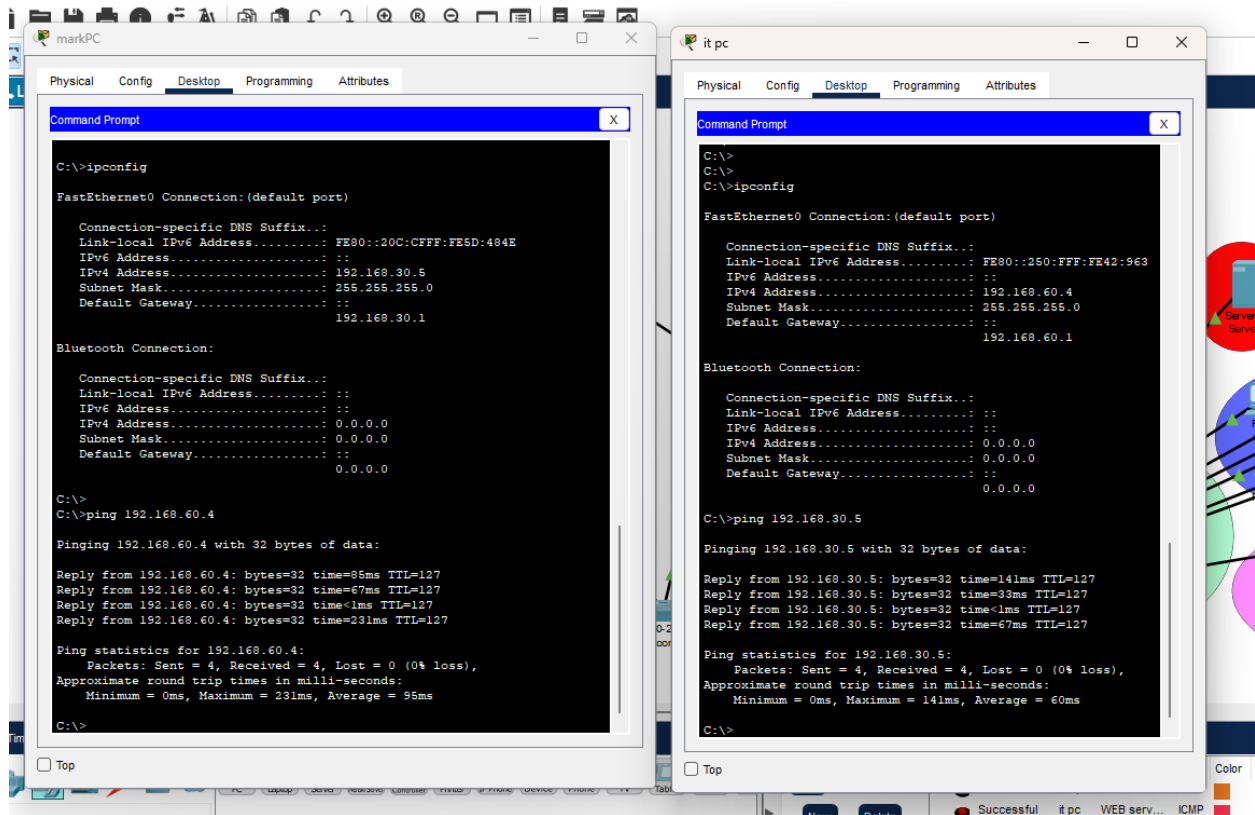 markPC
Physical Config Desktop Programming Attributes
Command Prompt X
C:\>ipconfig
FastEthernet0 Connection:(default port)
Connection-specific DNS Suffix..:
Link-local IPv6 Address.........: FE80::20C:CFFF:FE5D:484E
IPv6 Address....................: ::
IPv4 Address....................: 192.168.30.5
Subnet Mask.....................: 255.255.255.0
Default Gateway.................: ::
192.168.30.1
Bluetooth Connection:
Connection-specific DNS Suffix..:
Link-local IPv6 Address.........: ::
IPv6 Address....................: ::
IPv4 Address....................: 0.0.0.0
Subnet Mask.....................: 0.0.0.0
Default Gateway.................: ::
0.0.0.0
C:\>
C:\>ping 192.168.60.4
Pinging 192.168.60.4 with 32 bytes of data:
Reply from 192.168.60.4: bytes=32 time=85ms TTL=127
Reply from 192.168.60.4: bytes=32 time=67ms TTL=127
Reply from 192.168.60.4: bytes=32 time<1ms TTL=127
Reply from 192.168.60.4: bytes=32 time=231ms TTL=127
Ping statistics for 192.168.60.4:
Packets: Sent = 4, Received = 4, Lost = 0 (0% loss),
Approximate round trip times in milli-seconds:
Minimum = 0ms, Maximum = 231ms, Average = 95ms
C:\>
Top
it pc
Physical Config Desktop Programming Attributes
Command Prompt X
C:\>
C:\>
C:\>ipconfig
FastEthernet0 Connection:(default port)
Connection-specific DNS Suffix..:
Link-local IPv6 Address.........: FE80::250:FFF:FE42:963
IPv6 Address....................: ::
IPv4 Address....................: 192.168.60.4
Subnet Mask.....................: 255.255.255.0
Default Gateway.................: ::
192.168.60.1
Bluetooth Connection:
Connection-specific DNS Suffix..:
Link-local IPv6 Address.........: ::
IPv6 Address....................: ::
IPv4 Address....................: 0.0.0.0
Subnet Mask.....................: 0.0.0.0
Default Gateway.................: ::
0.0.0.0
C:\>ping 192.168.30.5
Pinging 192.168.30.5 with 32 bytes of data:
Reply from 192.168.30.5: bytes=32 time=141ms TTL=127
Reply from 192.168.30.5: bytes=32 time=33ms TTL=127
Reply from 192.168.30.5: bytes=32 time<1ms TTL=127
Reply from 192.168.30.5: bytes=32 time=67ms TTL=127
Ping statistics for 192.168.30.5:
Packets: Sent = 4, Received = 4, Lost = 0 (0% loss),
Approximate round trip times in milli-seconds:
Minimum = 0ms, Maximum = 141ms, Average = 60ms
C:\>
Top
Server
Serve
Color
Successful it pc WEB serv... ICMP